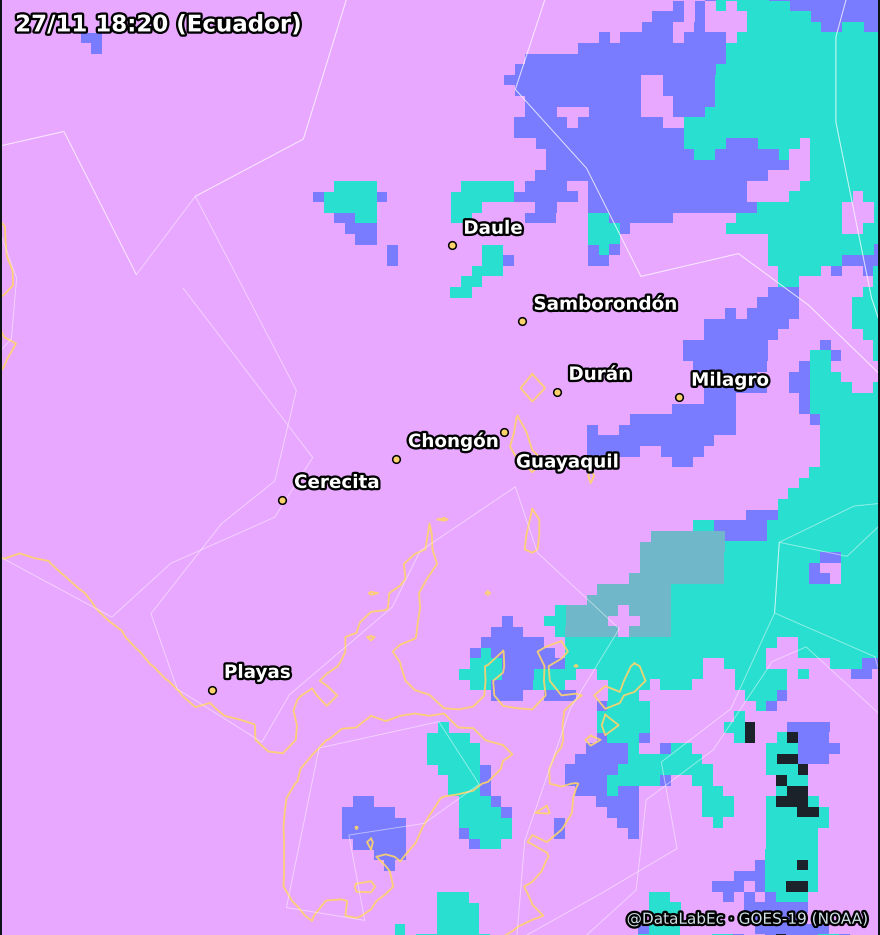 27/11 18:20 (Ecuador)
Daule
Samborondón
Durán
Milagro
Chongón
Guayaquil
Cerecita
Playas
@DataLabEc · GOES-19 (NOAA)